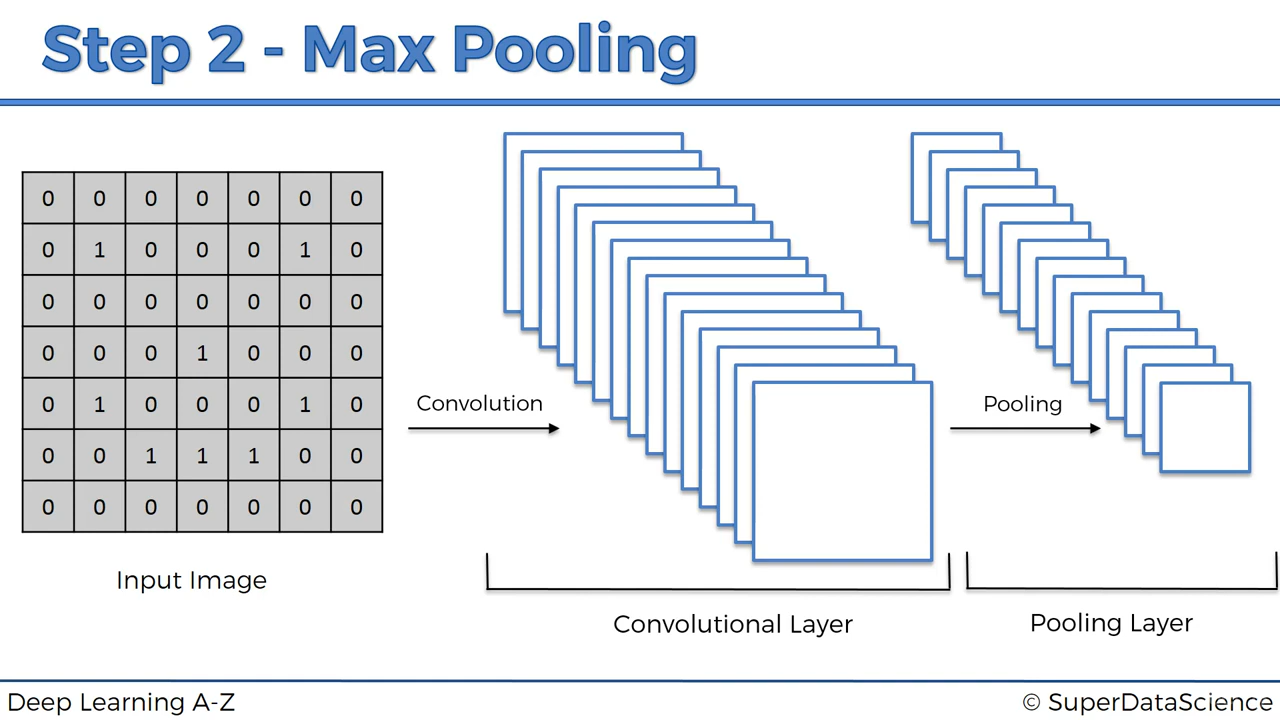 Step 2 - Max Pooling
0 0 0 0 0 0 0
0 1 0 0 0 1 0
0 0 0 0 0 0 0
0 0 0 1 0 0 0
0 1 0 0 0 1 0
0 0 1 1 1 0 0
0 0 0 0 0 0 0
Input Image
Convolution
Convolutional Layer
Pooling
Pooling Layer
Deep Learning A-Z
© SuperDataScience